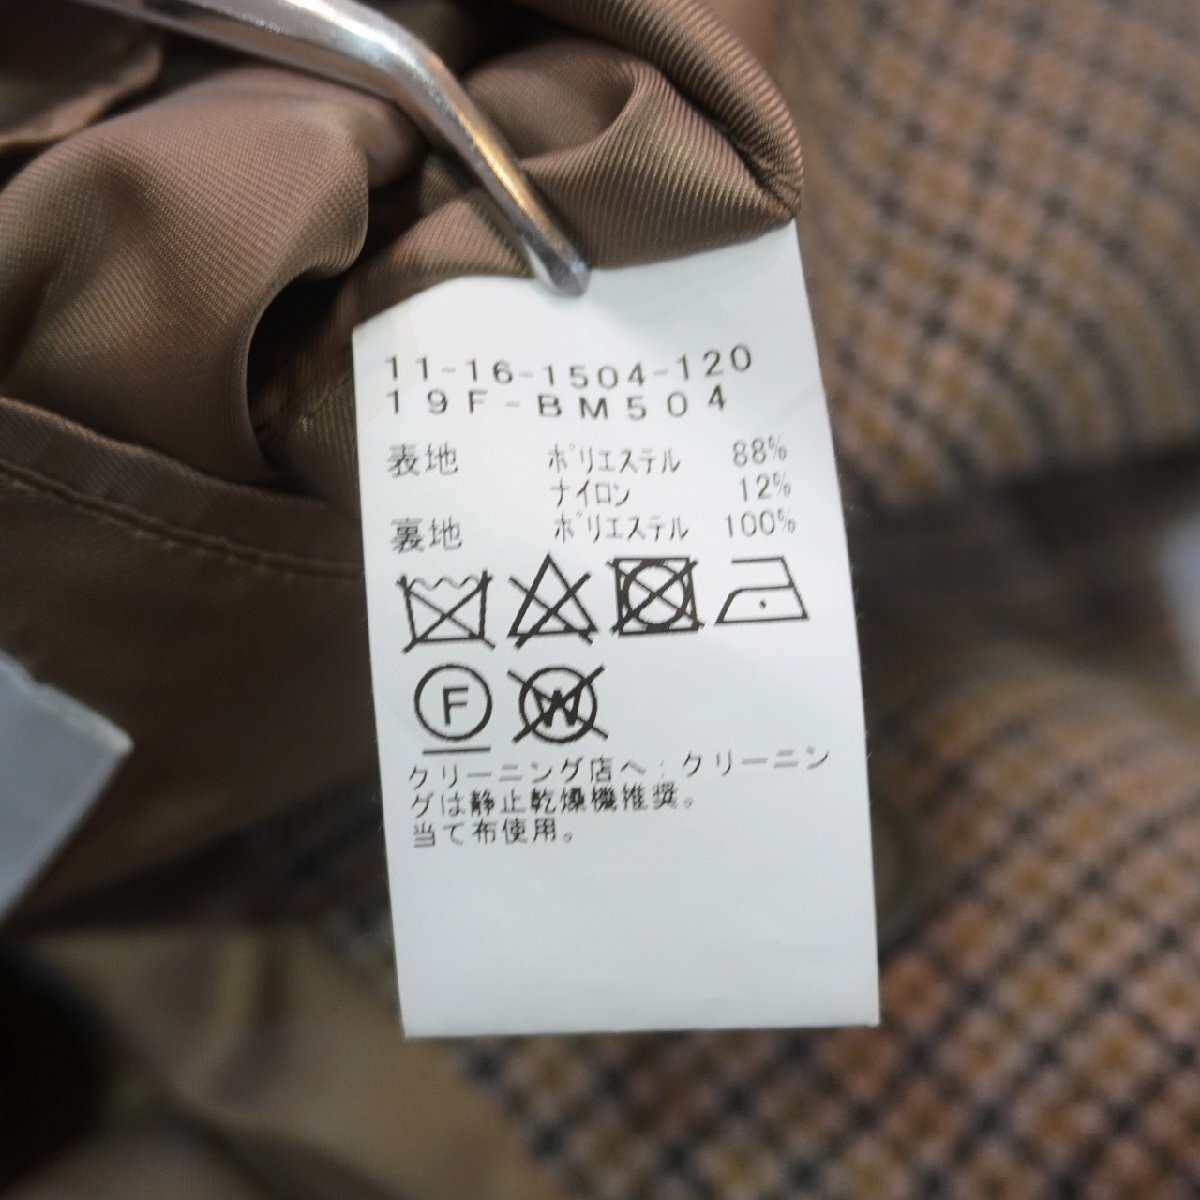 11-16-1504-120
19F-BM504
表地 ポリエステル 88%
ナイロン 12%
裏地 ポリエステル 100%
F W
クリーニング店へ:クリーニン
グは静止乾燥機推奨。
当て布使用。